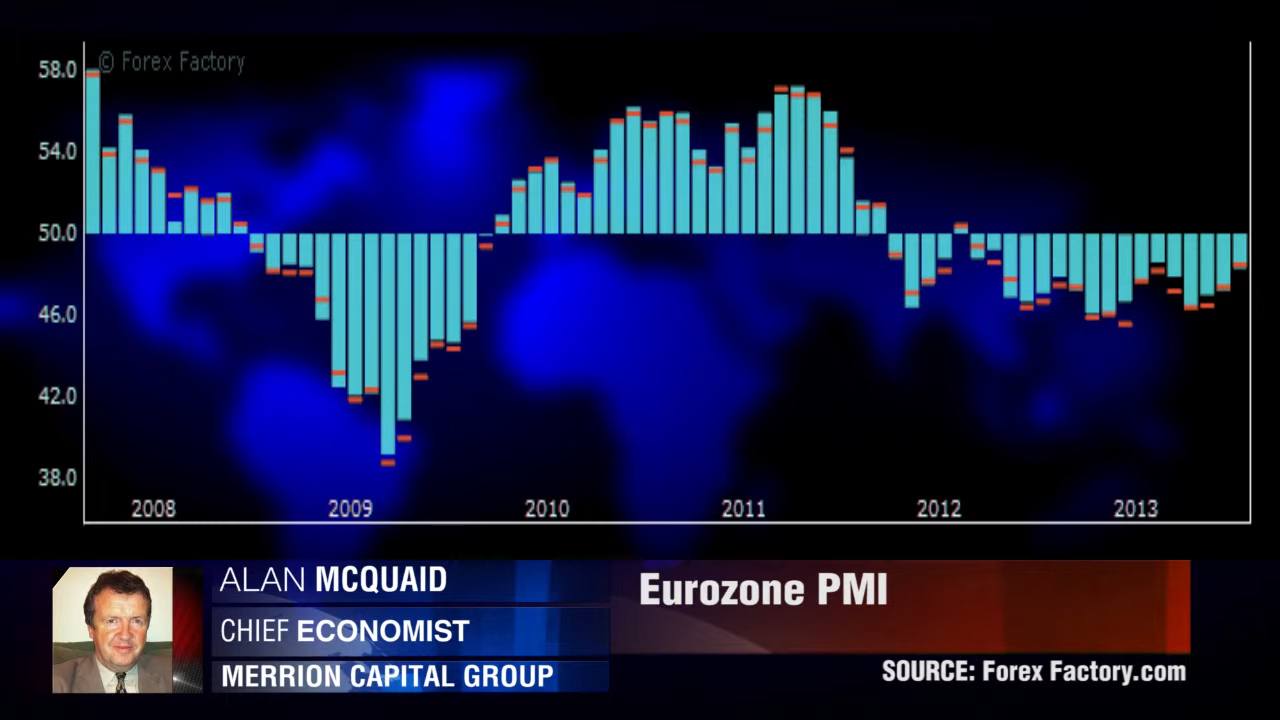 © Forex Factory
58.0
54.0
50.0
46.0
42.0
38.0
2008 2009 2010 2011 2012 2013
ALAN MCQUAID
CHIEF ECONOMIST
MERRION CAPITAL GROUP
Eurozone PMI
SOURCE: Forex Factory.com